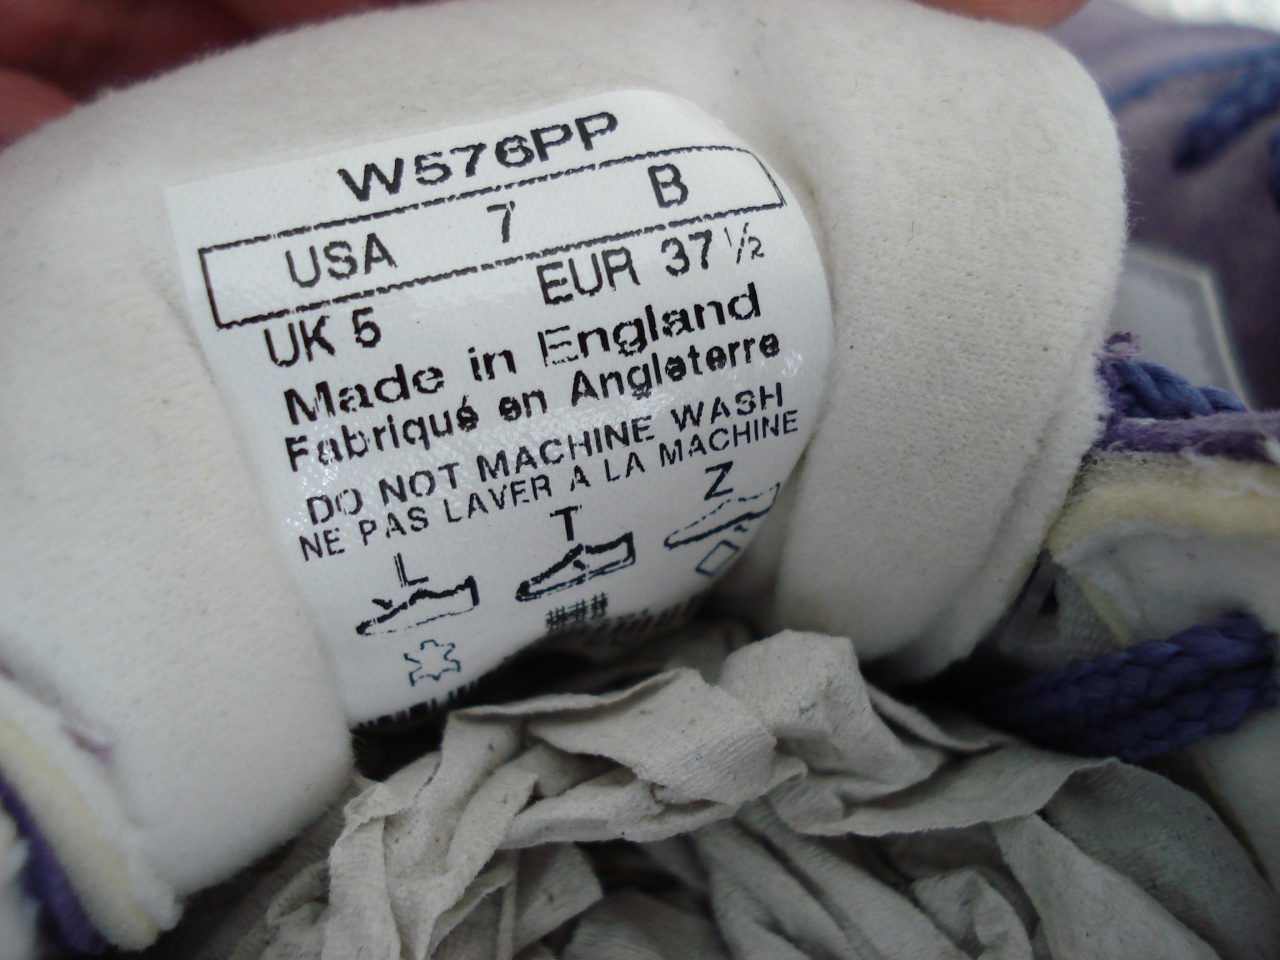 W576PP
USA 7 B
UK 5 EUR 37 ½
Made in England
Fabriqué en Angleterre
DO NOT MACHINE WASH
NE PAS LAVER A LA MACHINE
L T Z